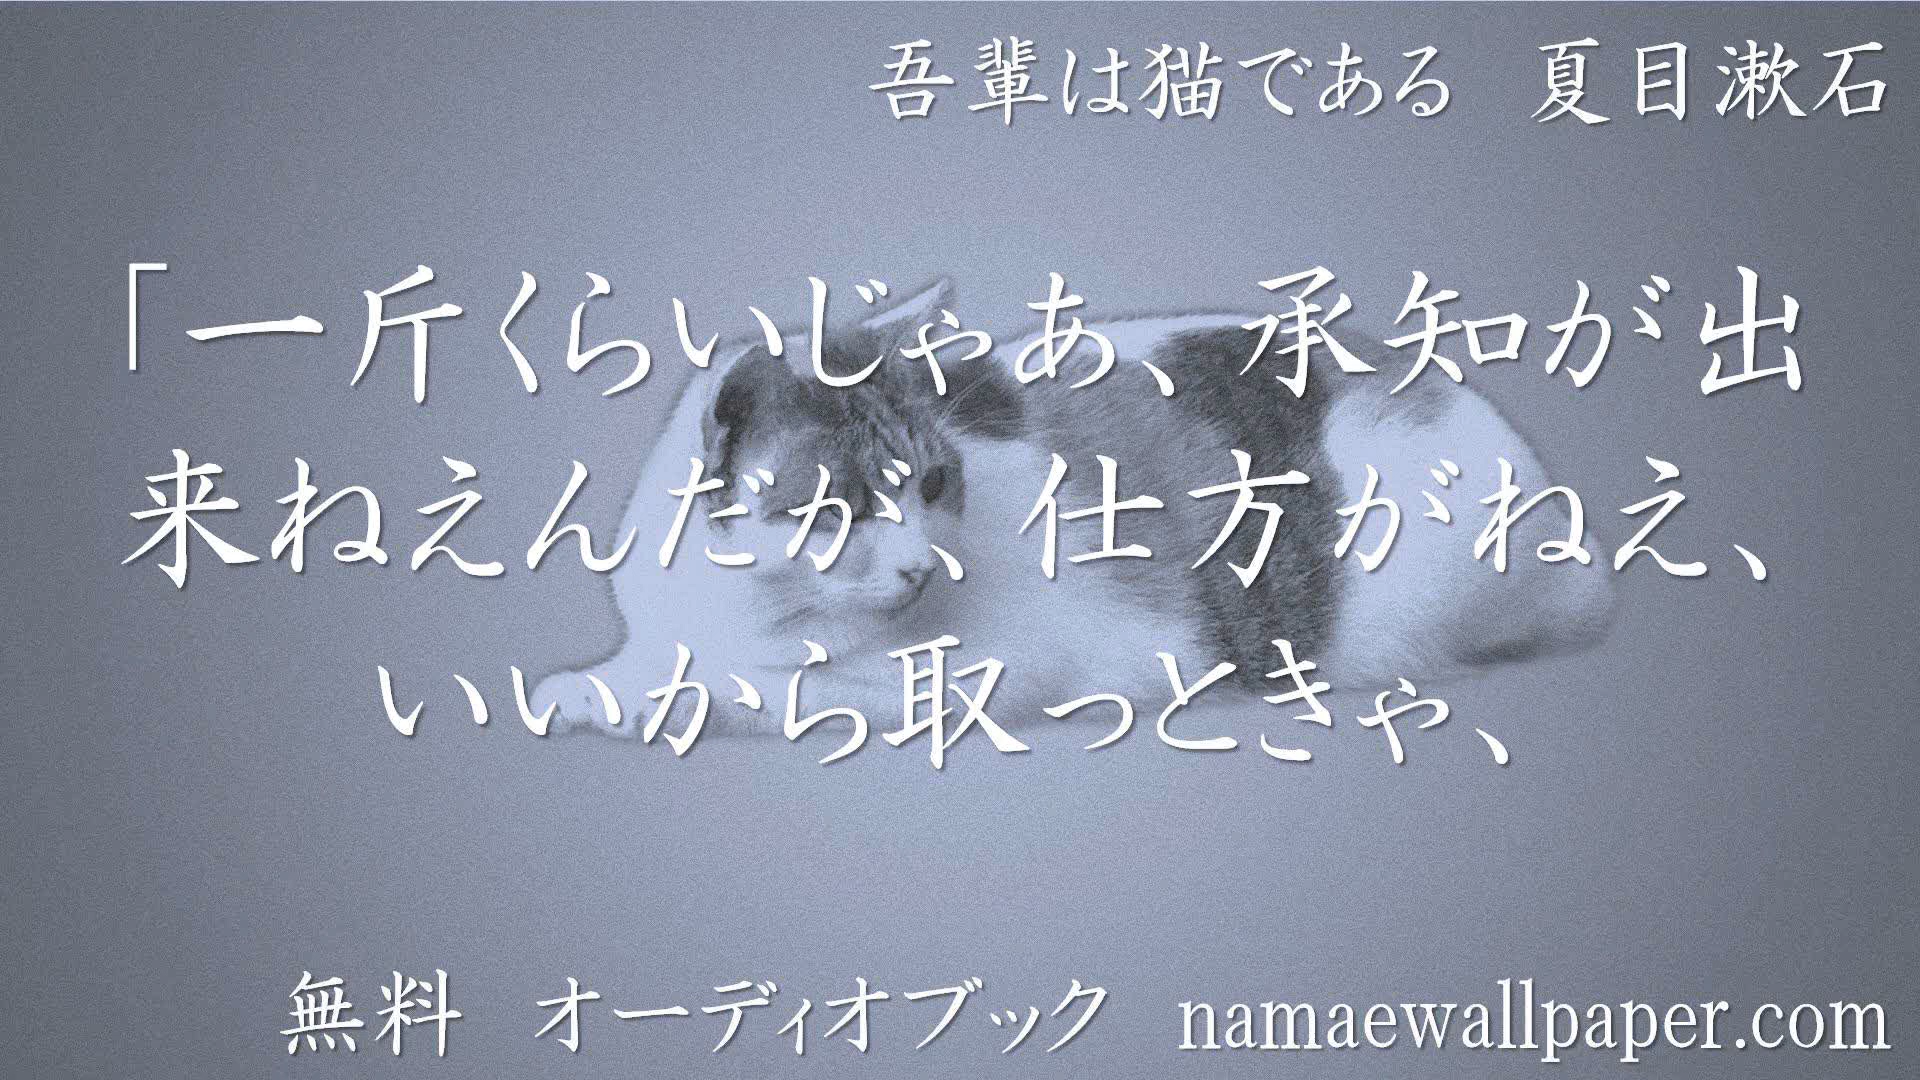 吾輩は猫である　夏目漱石
「一斤くらいじゃあ、承知が出
来ねえんだが、仕方がねえ、
いいから取っときゃ、
無料　オーディオブック　namaewallpaper.com